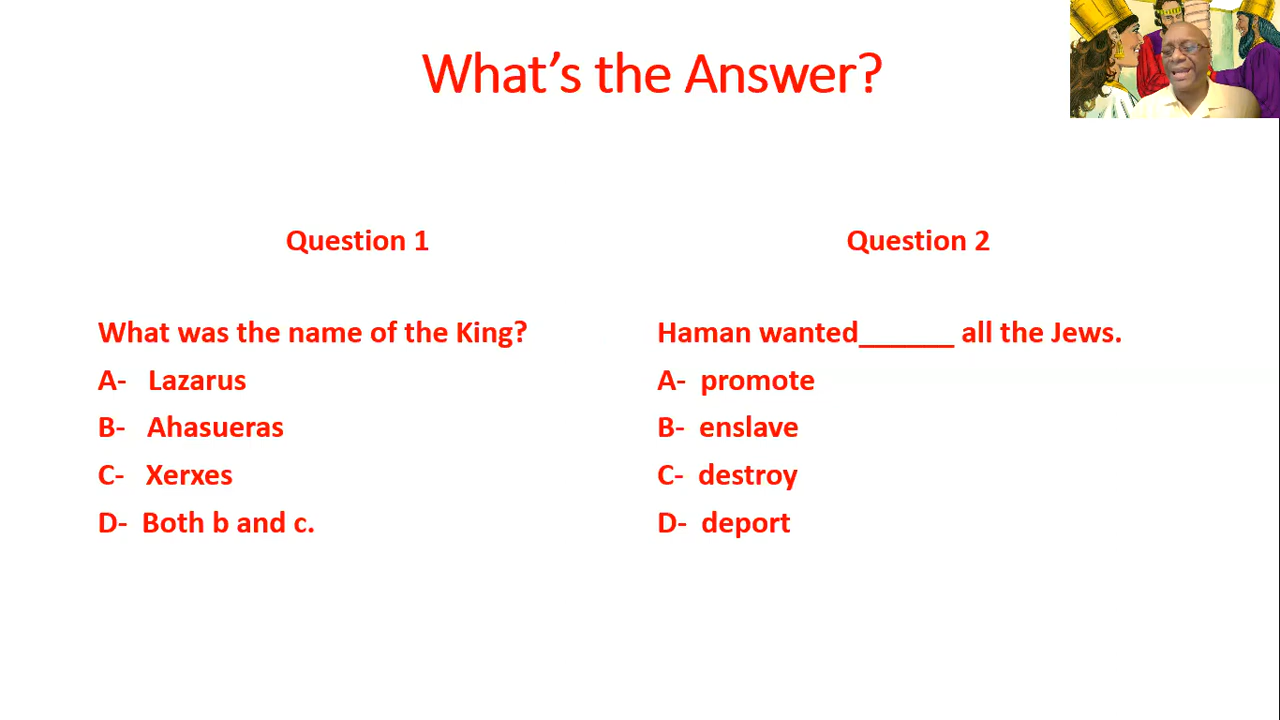 What’s the Answer?
Question 1
What was the name of the King?
A- Lazarus
B- Ahasueras
C- Xerxes
D- Both b and c.
Question 2
Haman wanted______ all the Jews.
A- promote
B- enslave
C- destroy
D- deport